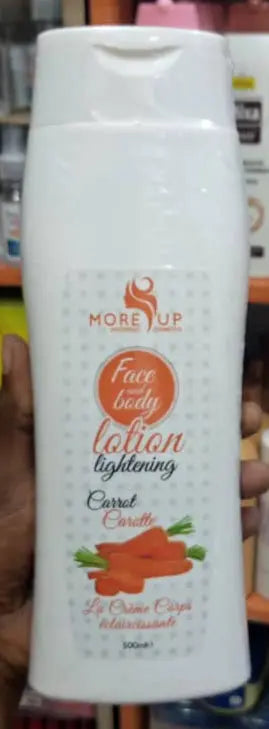 MORE UP
Face
and
body
lotion
lightening
Carrot
Carotte
La Crème Corps
éclaircissante
500ml